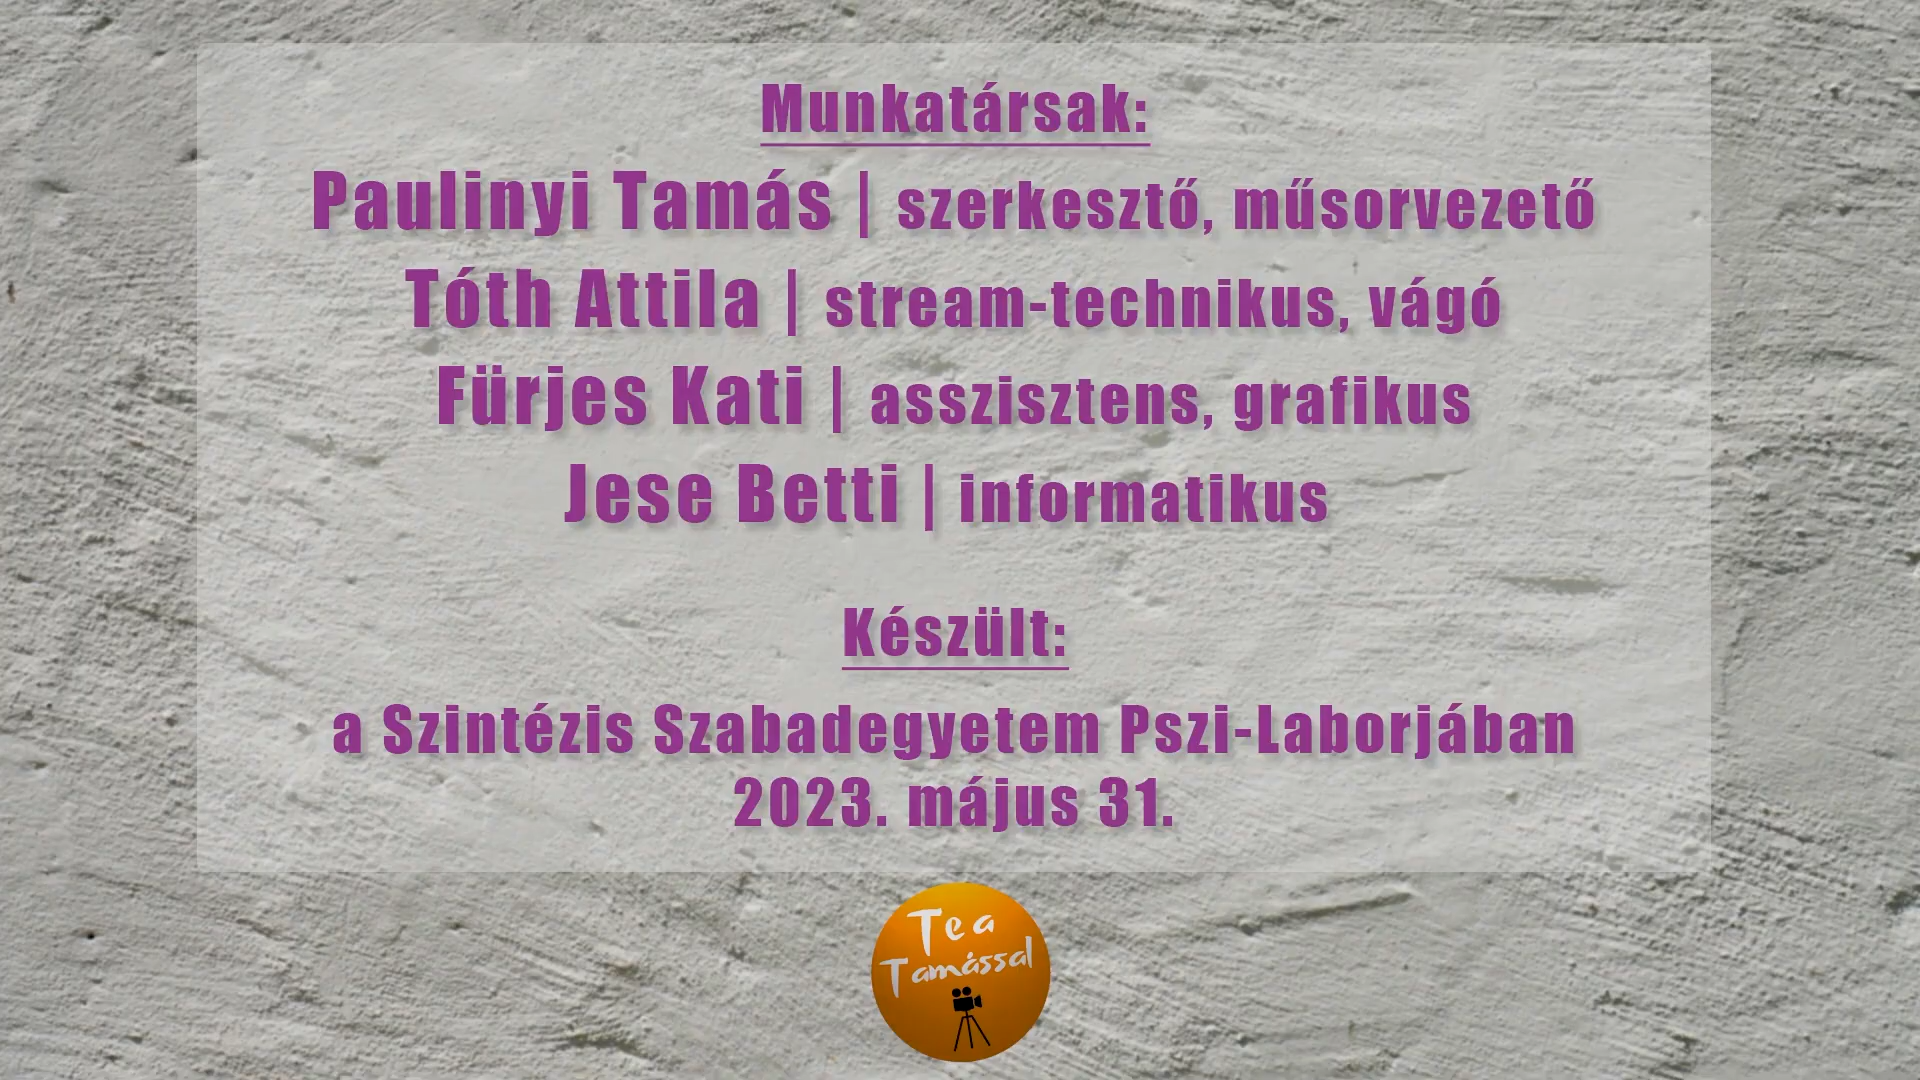 Munkatársak:
Paulinyi Tamás | szerkesztő, műsorvezető
Tóth Attila | stream-technikus, vágó
Fürjes Kati | asszisztens, grafikus
Jese Betti | informatikus
Készült:
a Szintézis Szabadegyetem Pszi-Laborjában
2023. május 31.
Tea
Tamással